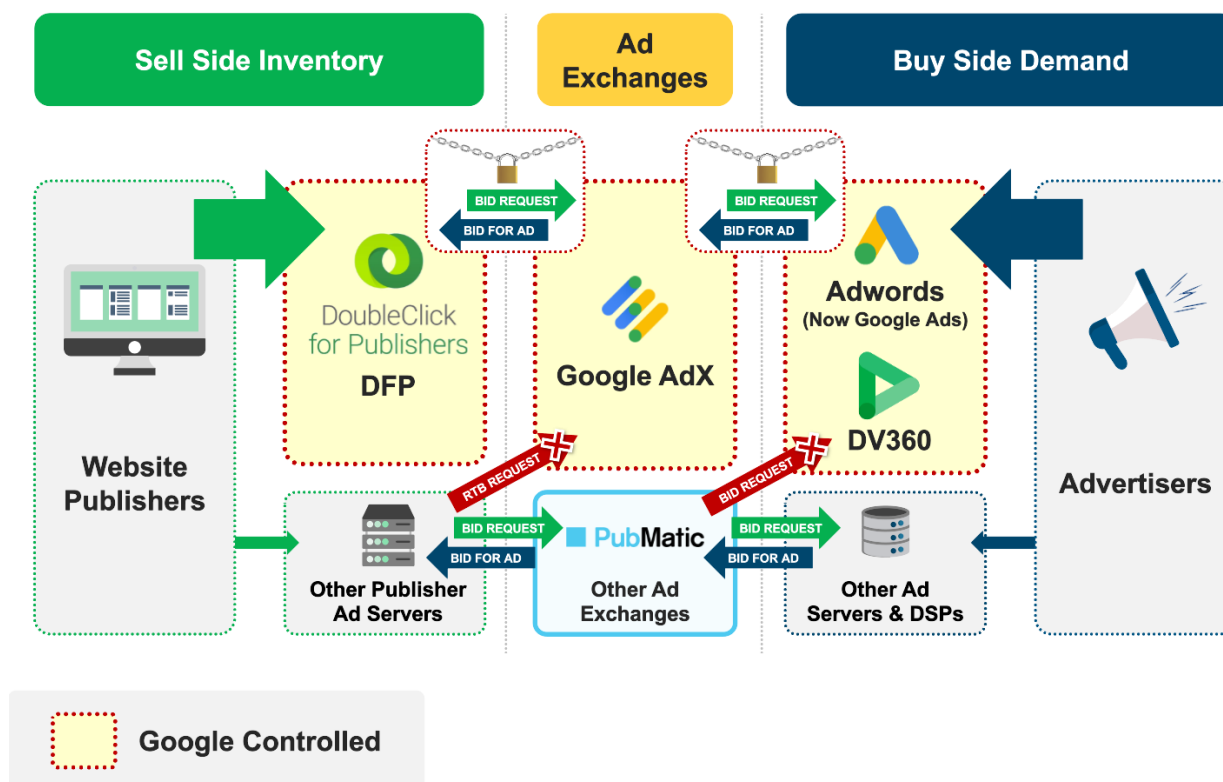 Sell Side Inventory
Ad
Exchanges
Buy Side Demand
BID REQUEST
BID FOR AD
BID REQUEST
BID FOR AD
DoubleClick
for Publishers
DFP
Google AdX
Adwords
(Now Google Ads)
DV360
Website
Publishers
Advertisers
RTB REQUEST
BID REQUEST
BID REQUEST
BID FOR AD
PubMatic
BID REQUEST
BID FOR AD
Other Publisher
Ad Servers
Other Ad
Exchanges
Other Ad
Servers & DSPs
Google Controlled